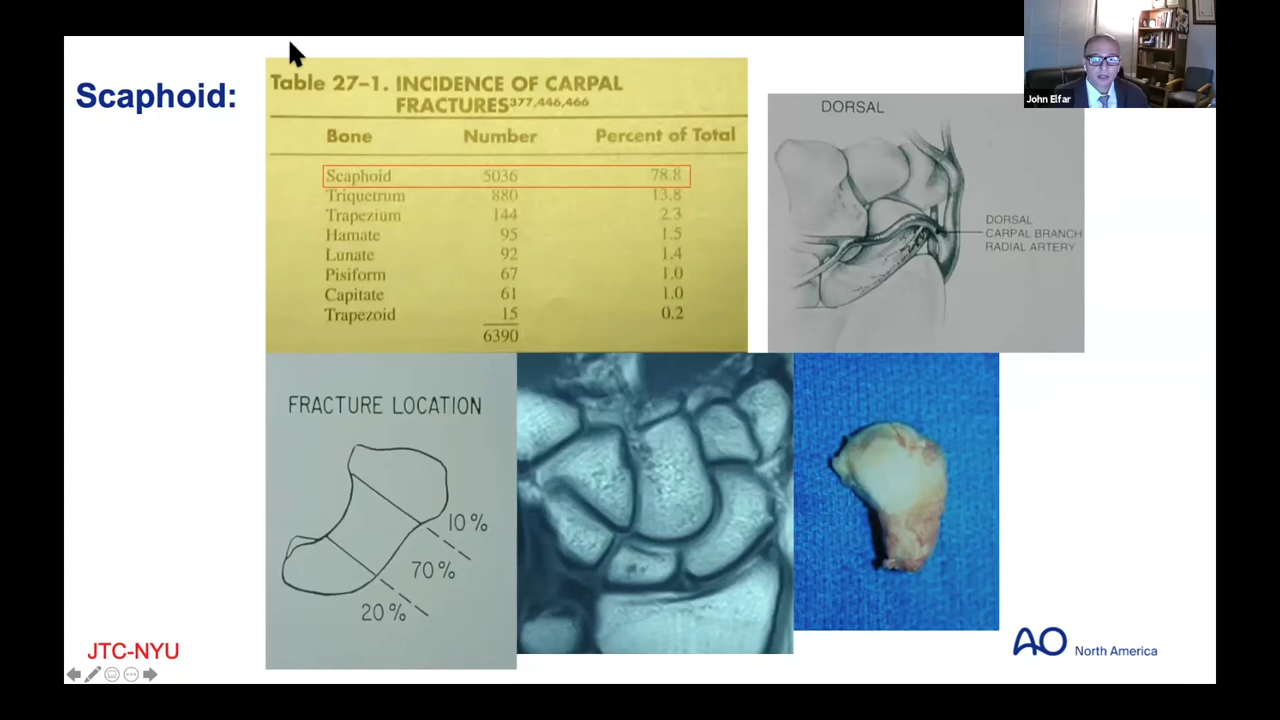 Scaphoid:
Table 27–1. INCIDENCE OF CARPAL
FRACTURES377,446,466
Bone Number Percent of Total
Scaphoid 5036 78.8
Triquetrum 880 13.8
Trapezium 144 2.3
Hamate 95 1.5
Lunate 92 1.4
Pisiform 67 1.0
Capitate 61 1.0
Trapezoid 15 0.2
6390
DORSAL
DORSAL
CARPAL BRANCH
RADIAL ARTERY
John Elfar
FRACTURE LOCATION
10%
70%
20%
JTC-NYU
AO North America